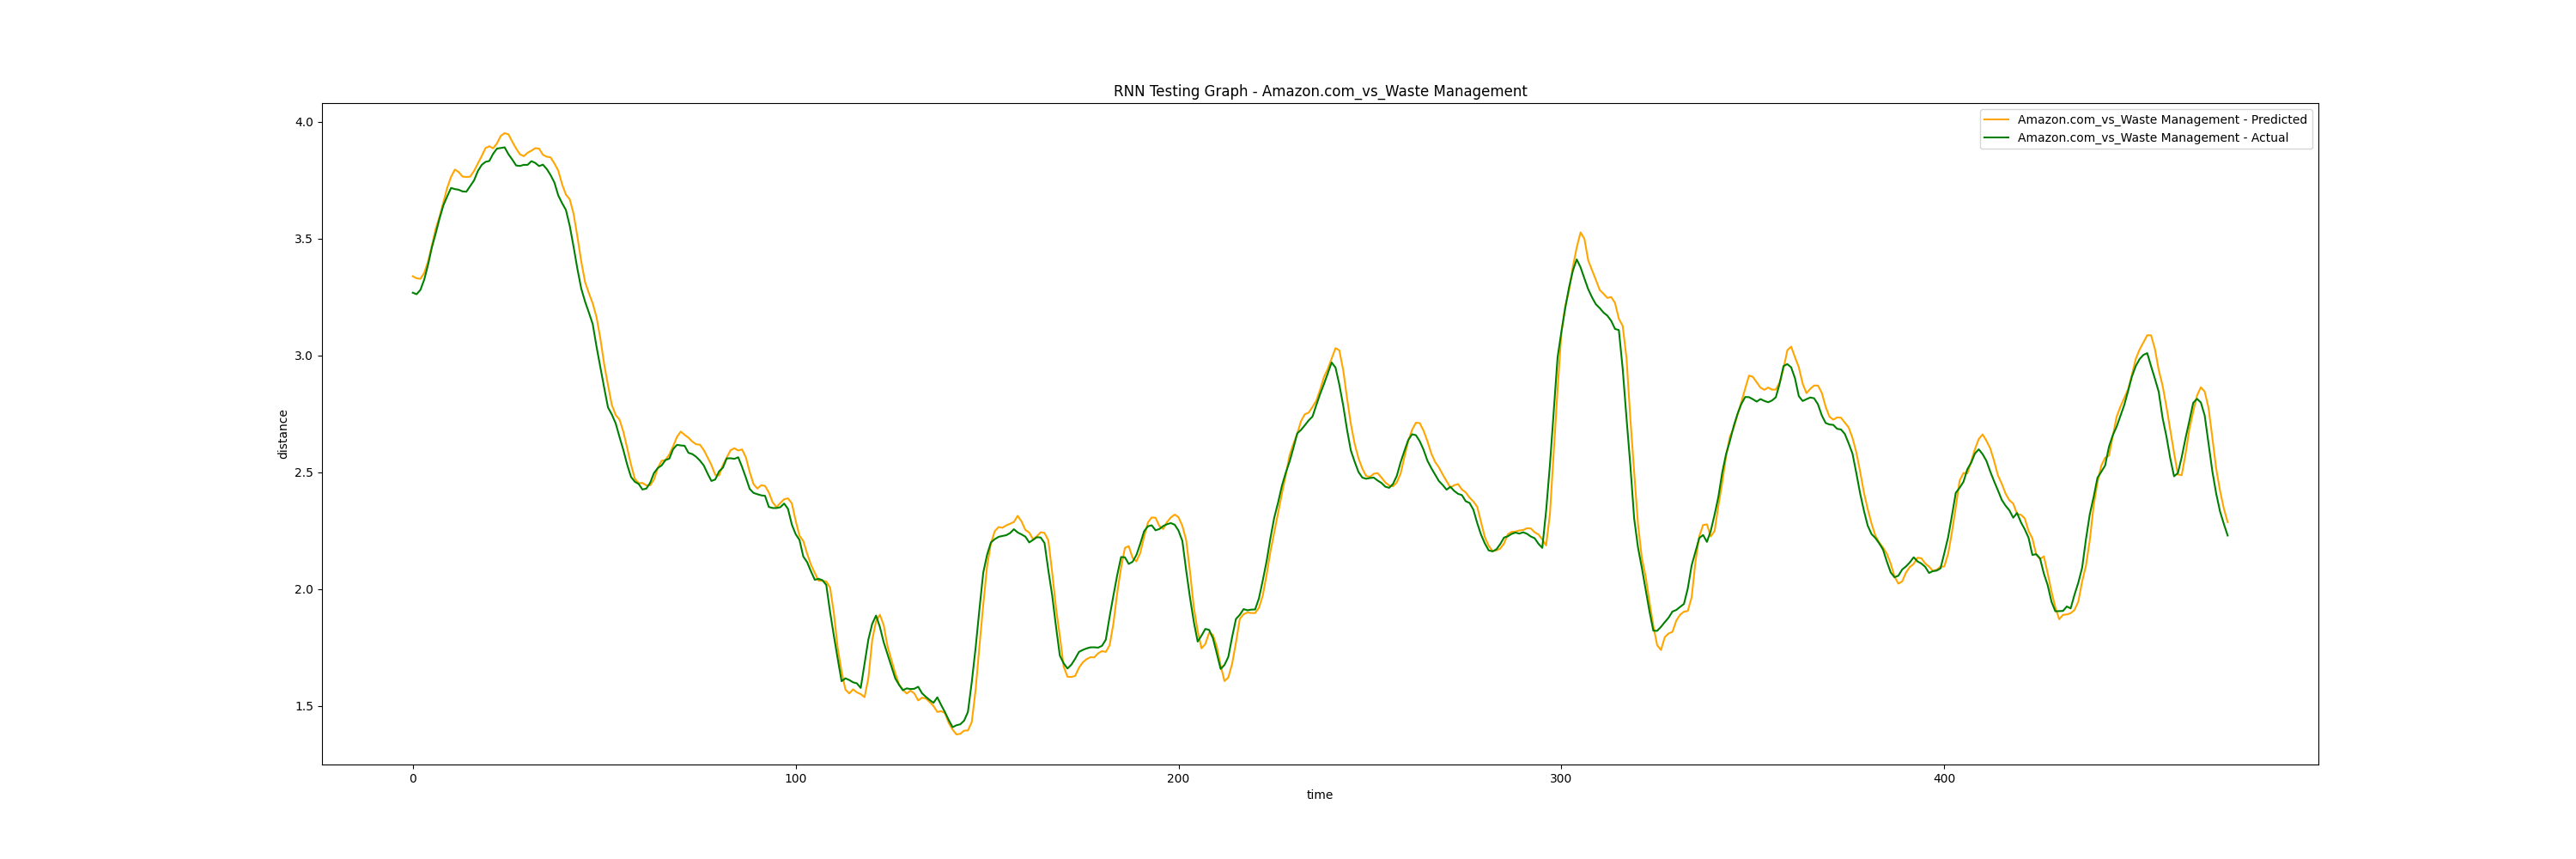 RNN Testing Graph - Amazon.com_vs_Waste Management
Amazon.com_vs_Waste Management - Predicted
Amazon.com_vs_Waste Management - Actual
4.0
3.5
3.0
2.5
2.0
1.5
distance
0 100 200 300 400
time